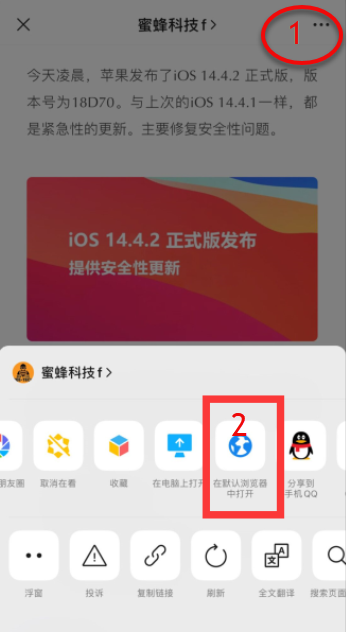 蜜蜂科技f
1
今天凌晨，苹果发布了iOS 14.4.2 正式版，版
本号为18D70。与上次的iOS 14.4.1一样，都
是紧急性的更新。主要修复安全性问题。
iOS 14.4.2 正式版发布
提供安全性更新
蜜蜂科技f
2
朋友圈 取消在看 收藏 在电脑上打开 在默认浏览器 分享到
中打开 手机QQ
浮窗 投诉 复制链接 刷新 全文翻译 搜索页面
文A